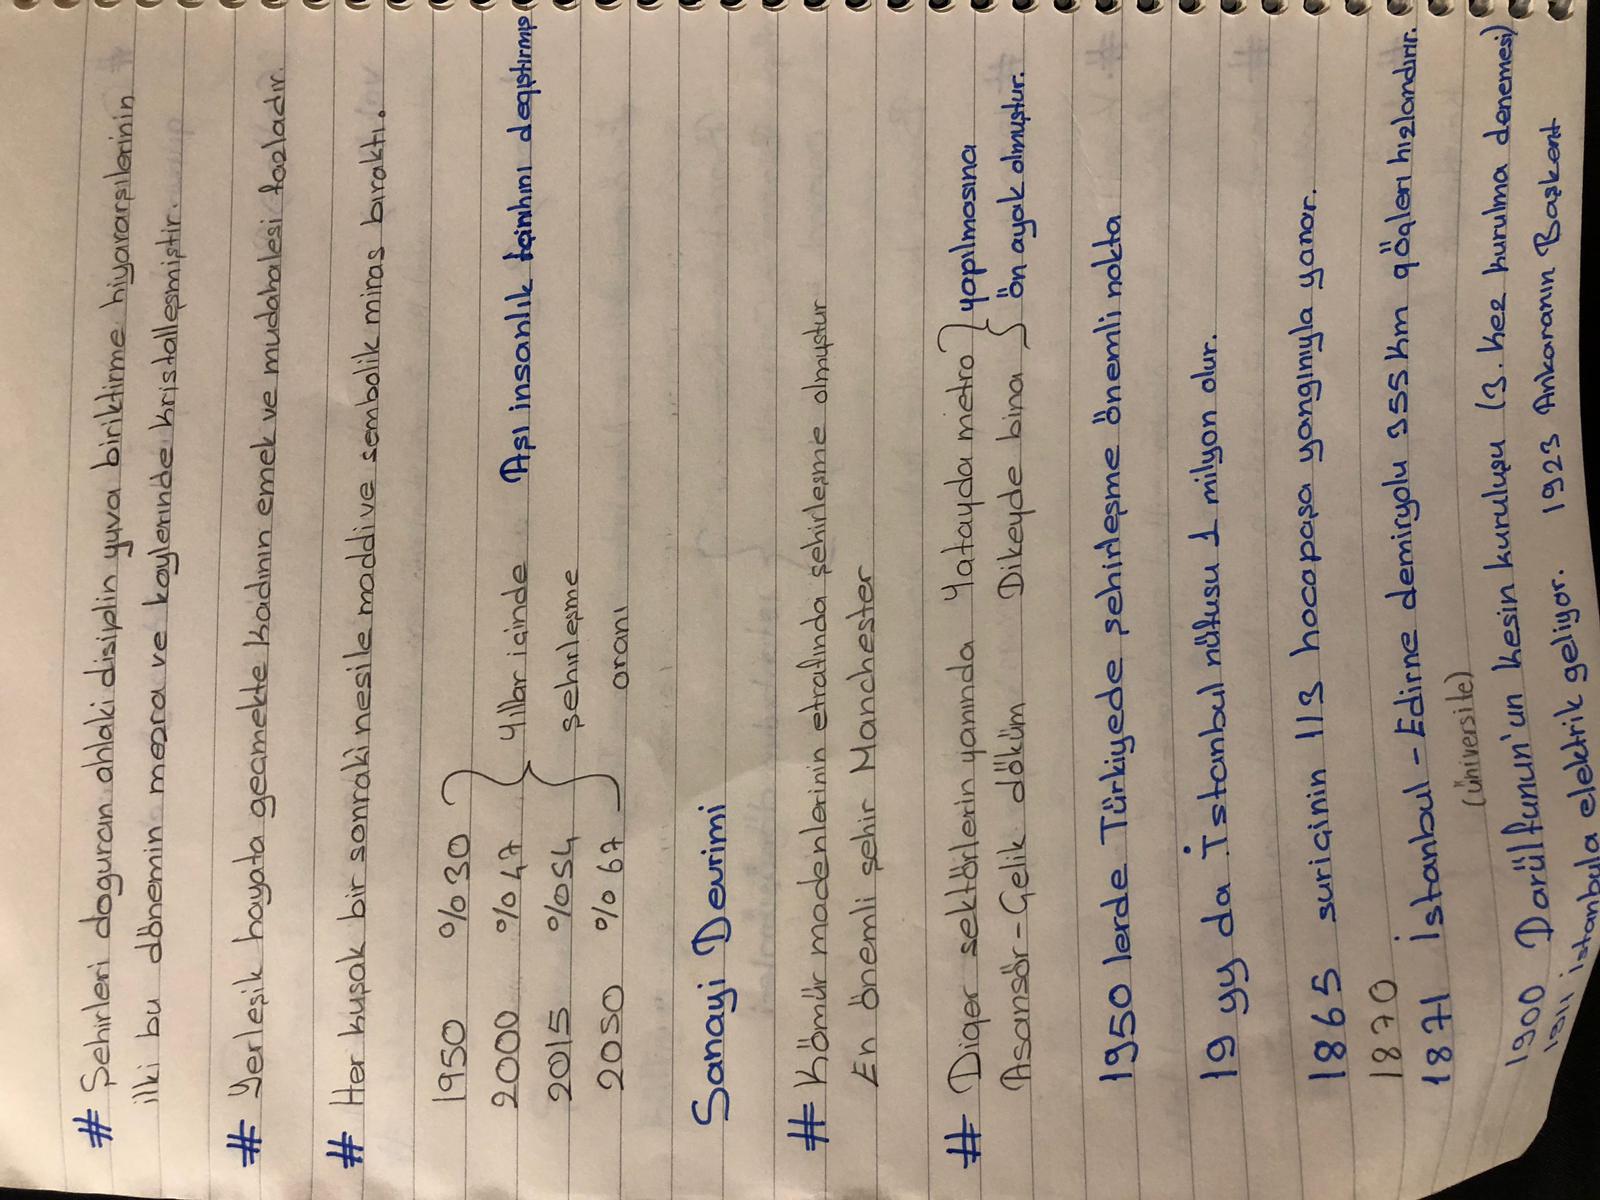 # Şehirleri doguran ahlaki disiplin yuva biriktirme hiyararşilerinin
ilki bu dönemin mezra ve koylerinde kristalleşmiştir.
# Yerleşik hayata geçmekte kadının emek ve mudahalesi fazladır.
# Her kuşak bir sonraki nesile maddi ve sembolik miras bıraktı.
1950 %30
2000 %47 Yıllar içinde Aşı insanlık tarihini degiştirmiş
2015 %54 şehirleşme
2050 %67 oranı
Sanayi Devrimi
# Kömür madenlerinin etrafında şehirleşme olmuştur
En önemli şehir Manchester
# Diger sektörlerin yanında Yatayda metro yapılmasına
Asansör-Çelik döküm Dikeyde bina ön ayak olmuştur.
1950 lerde Türkiyede şehirleşme önemli nokta
19 yy da İstanbul nüfusu 1 milyon olur.
1865 suriçinin 1/3 hocapaşa yangınıyla yanar.
1870
1871 İstanbul - Edirne demiryolu 355 km göçleri hızlandırır.
(üniversite)
1900 Darülfunun'un kesin kuruluşu (3. kez kurulma denemesi)
1911 İstanbula elektrik geliyor. 1923 Ankaranın Başkent